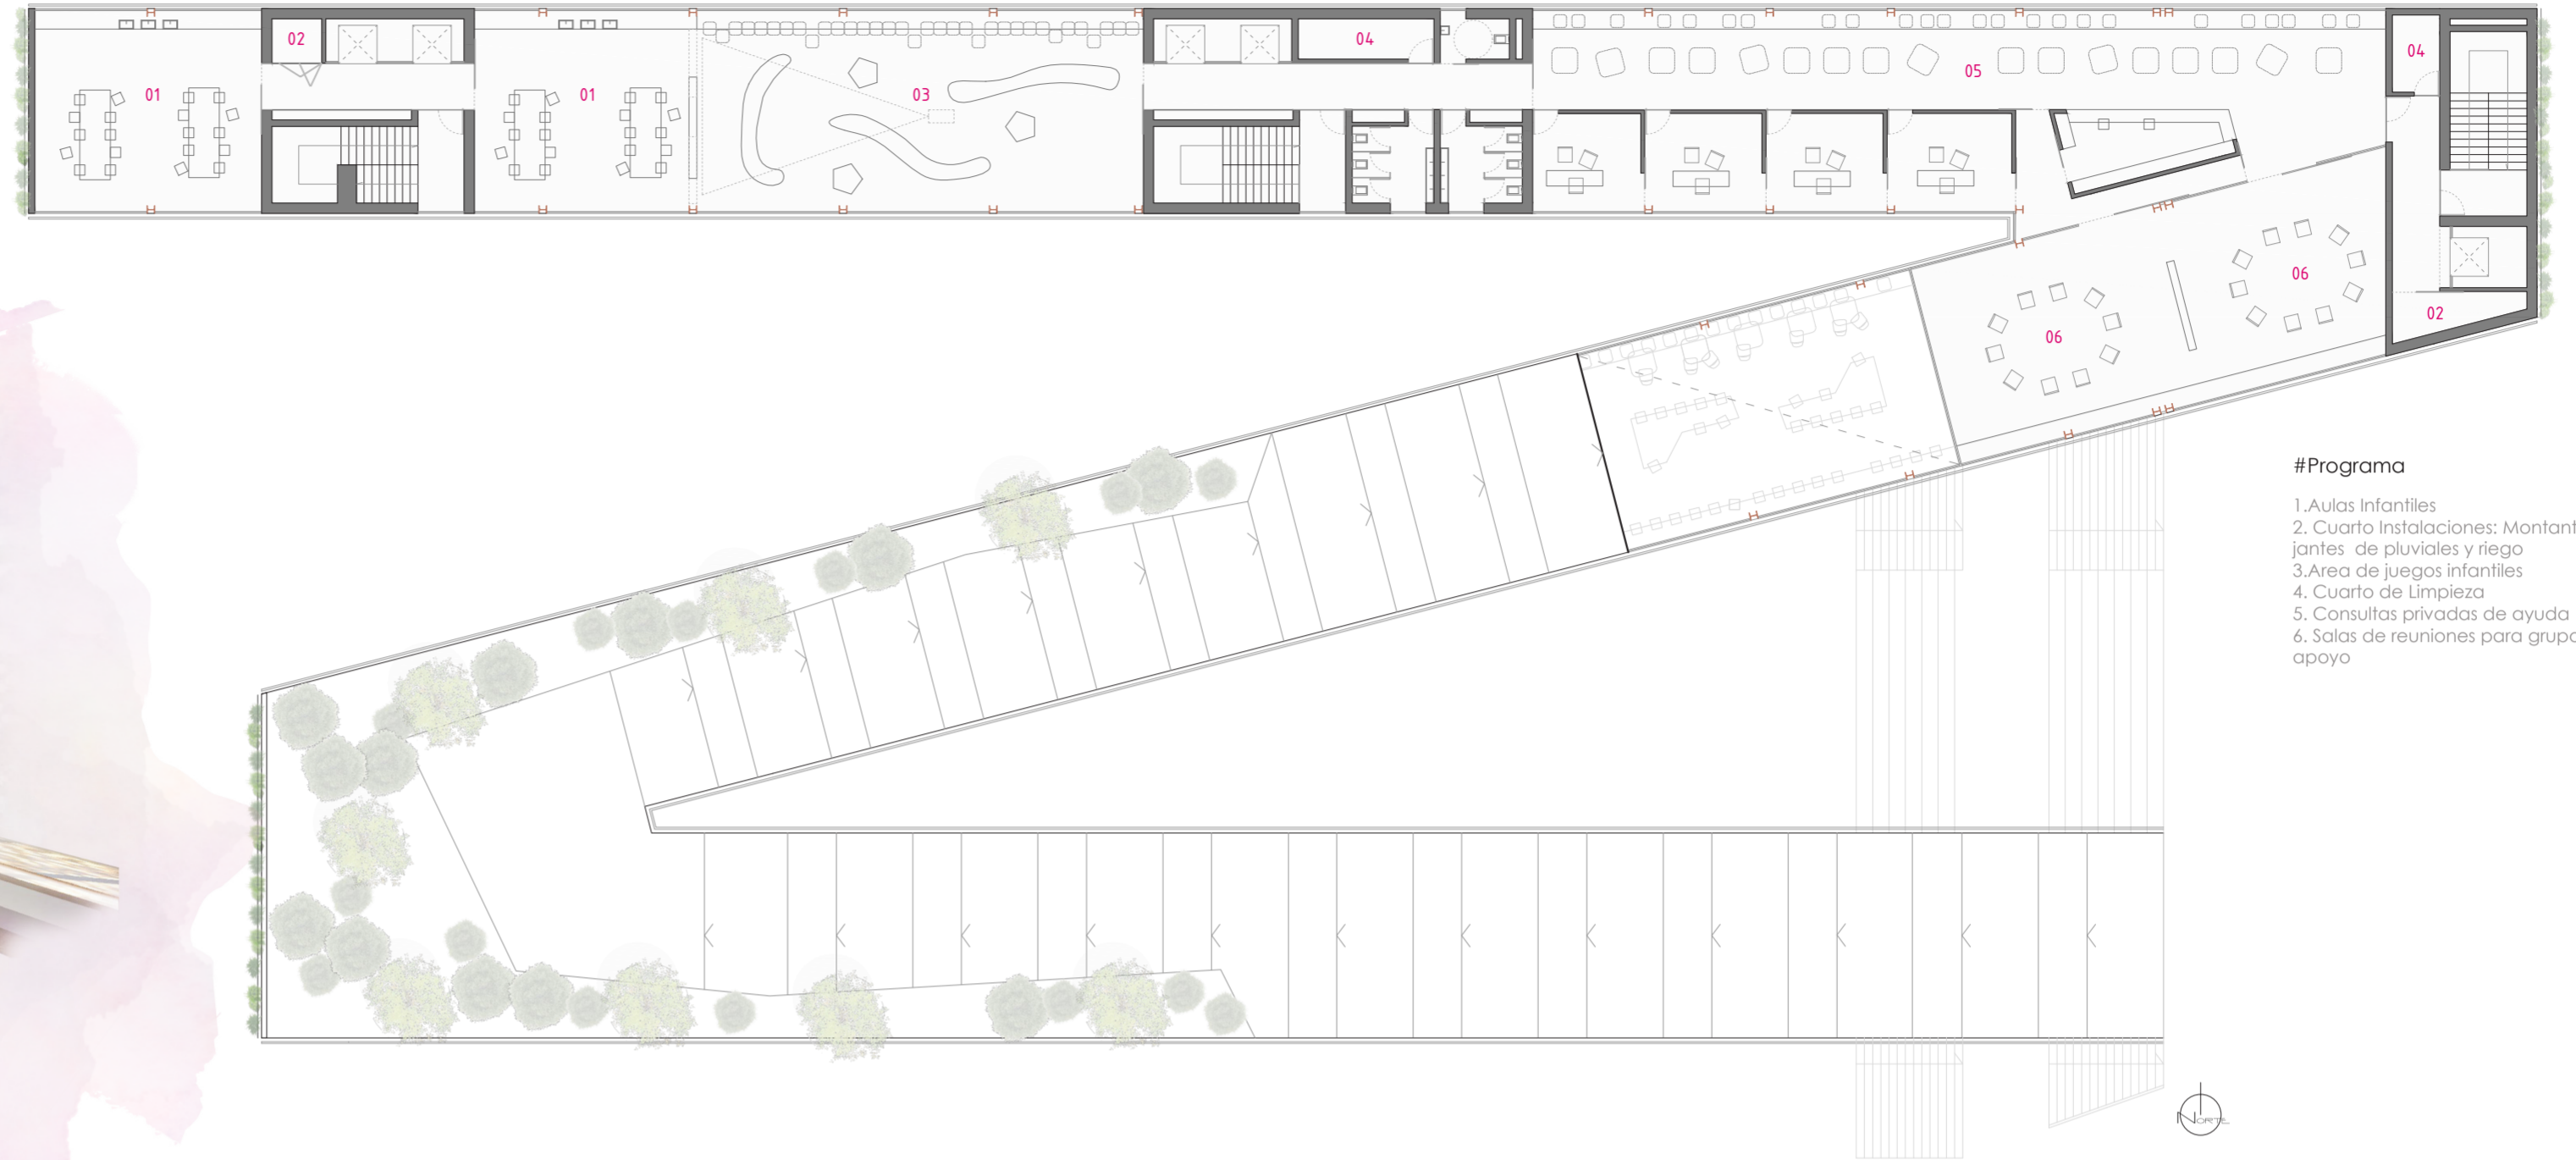 02
04
04
05
01
01
03
06
06
02
#Programa
1.Aulas Infantiles
2. Cuarto Instalaciones: Montant
jantes de pluviales y riego
3.Area de juegos infantiles
4. Cuarto de Limpieza
5. Consultas privadas de ayuda
6. Salas de reuniones para grupo
apoyo
NORTE